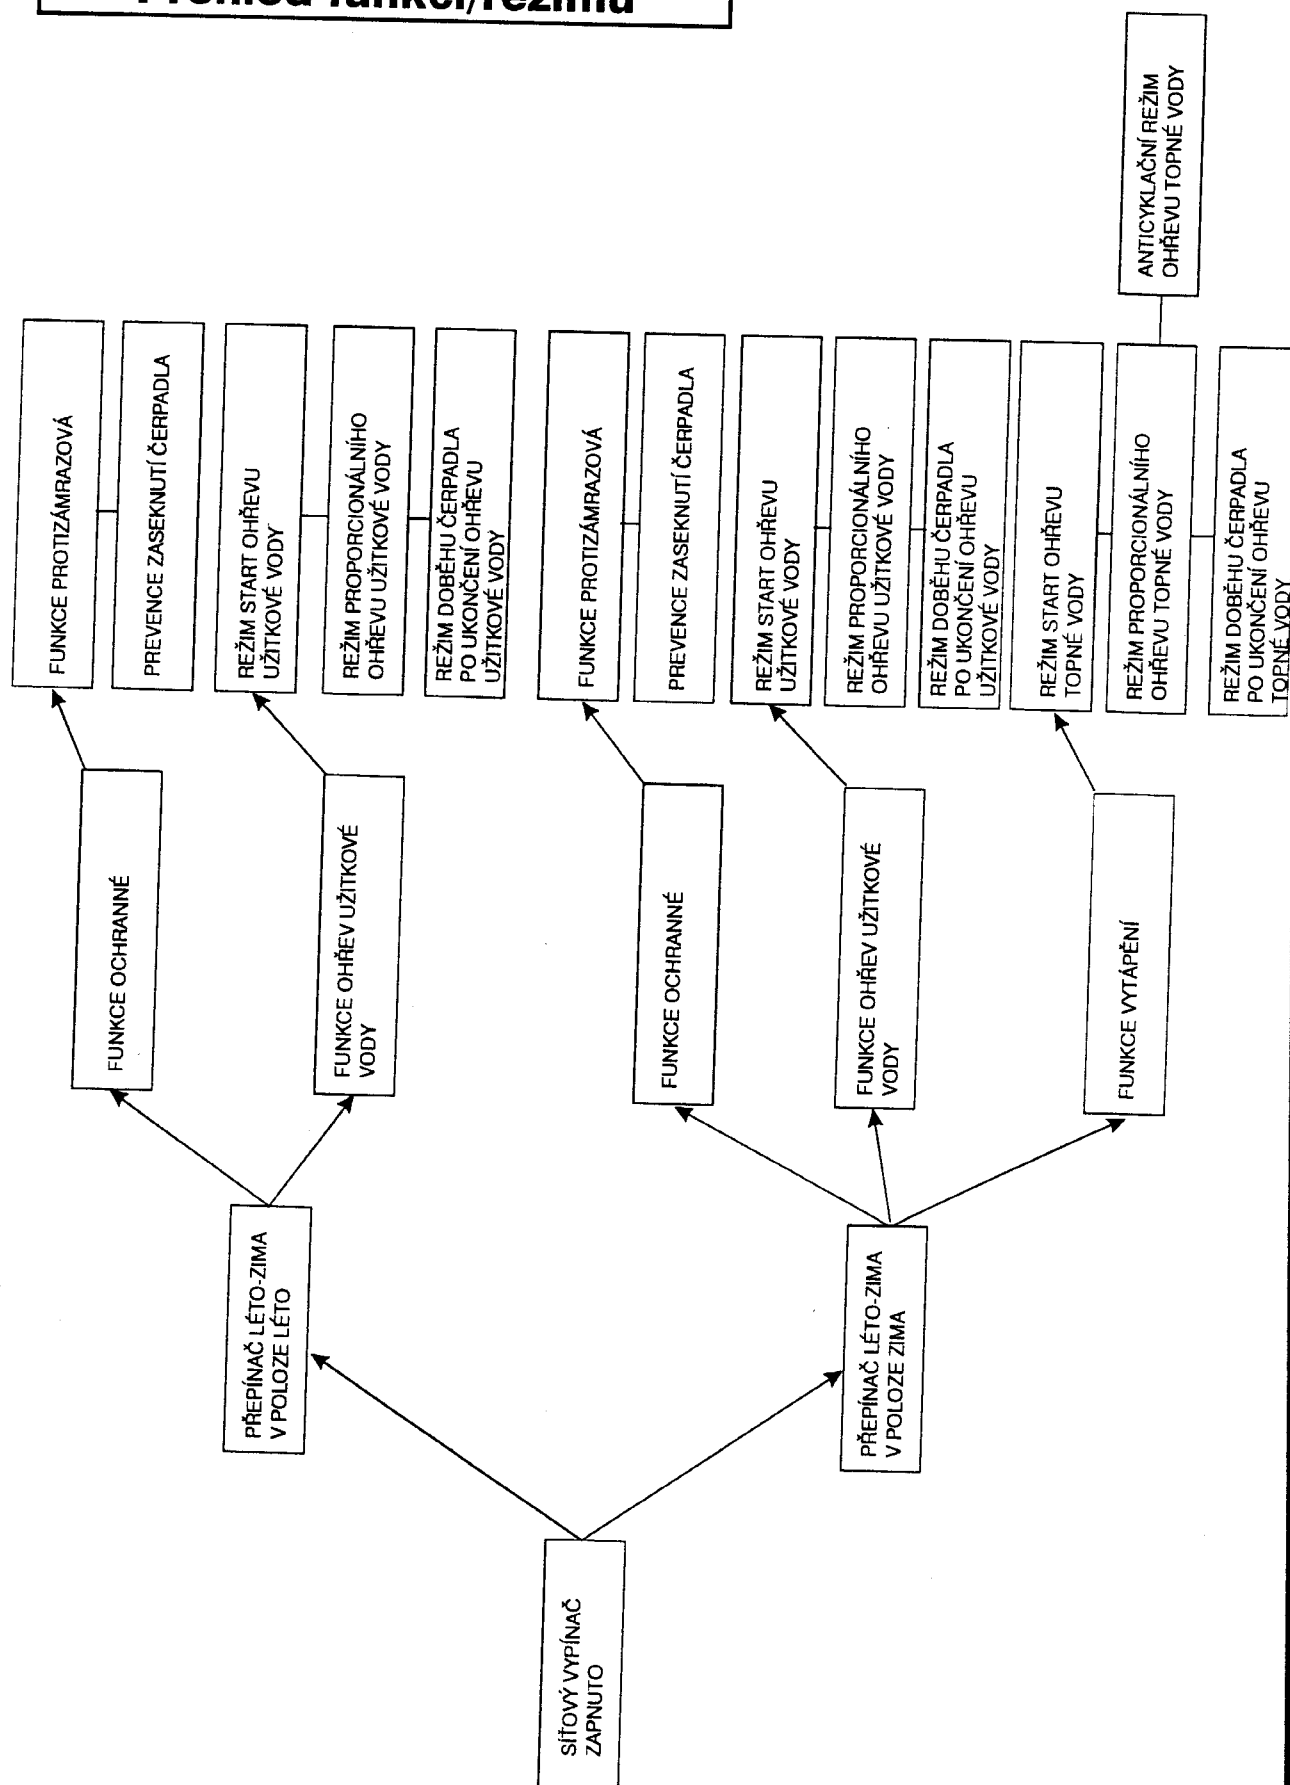 Přehled funkcí/režimů
SÍŤOVÝ VYPÍNAČ
ZAPNUTO
PŘEPÍNAČ LÉTO-ZIMA
V POLOZE LÉTO
FUNKCE OCHRANNÉ
FUNKCE PROTIZÁMRAZOVÁ
PREVENCE ZASEKNUTÍ ČERPADLA
FUNKCE OHŘEV UŽITKOVÉ
VODY
REŽIM START OHŘEVU
UŽITKOVÉ VODY
REŽIM PROPORCIONÁLNÍHO
OHŘEVU UŽITKOVÉ VODY
REŽIM DOBĚHU ČERPADLA
PO UKONČENÍ OHŘEVU
UŽITKOVÉ VODY
PŘEPÍNAČ LÉTO-ZIMA
V POLOZE ZIMA
FUNKCE OCHRANNÉ
FUNKCE PROTIZÁMRAZOVÁ
PREVENCE ZASEKNUTÍ ČERPADLA
FUNKCE OHŘEV UŽITKOVÉ
VODY
REŽIM START OHŘEVU
UŽITKOVÉ VODY
REŽIM PROPORCIONÁLNÍHO
OHŘEVU UŽITKOVÉ VODY
REŽIM DOBĚHU ČERPADLA
PO UKONČENÍ OHŘEVU
UŽITKOVÉ VODY
FUNKCE VYTÁPĚNÍ
REŽIM START OHŘEVU
TOPNÉ VODY
REŽIM PROPORCIONÁLNÍHO
OHŘEVU TOPNÉ VODY
ANTICYKLAČNÍ REŽIM
OHŘEVU TOPNÉ VODY
REŽIM DOBĚHU ČERPADLA
PO UKONČENÍ OHŘEVU
TOPNÉ VODY